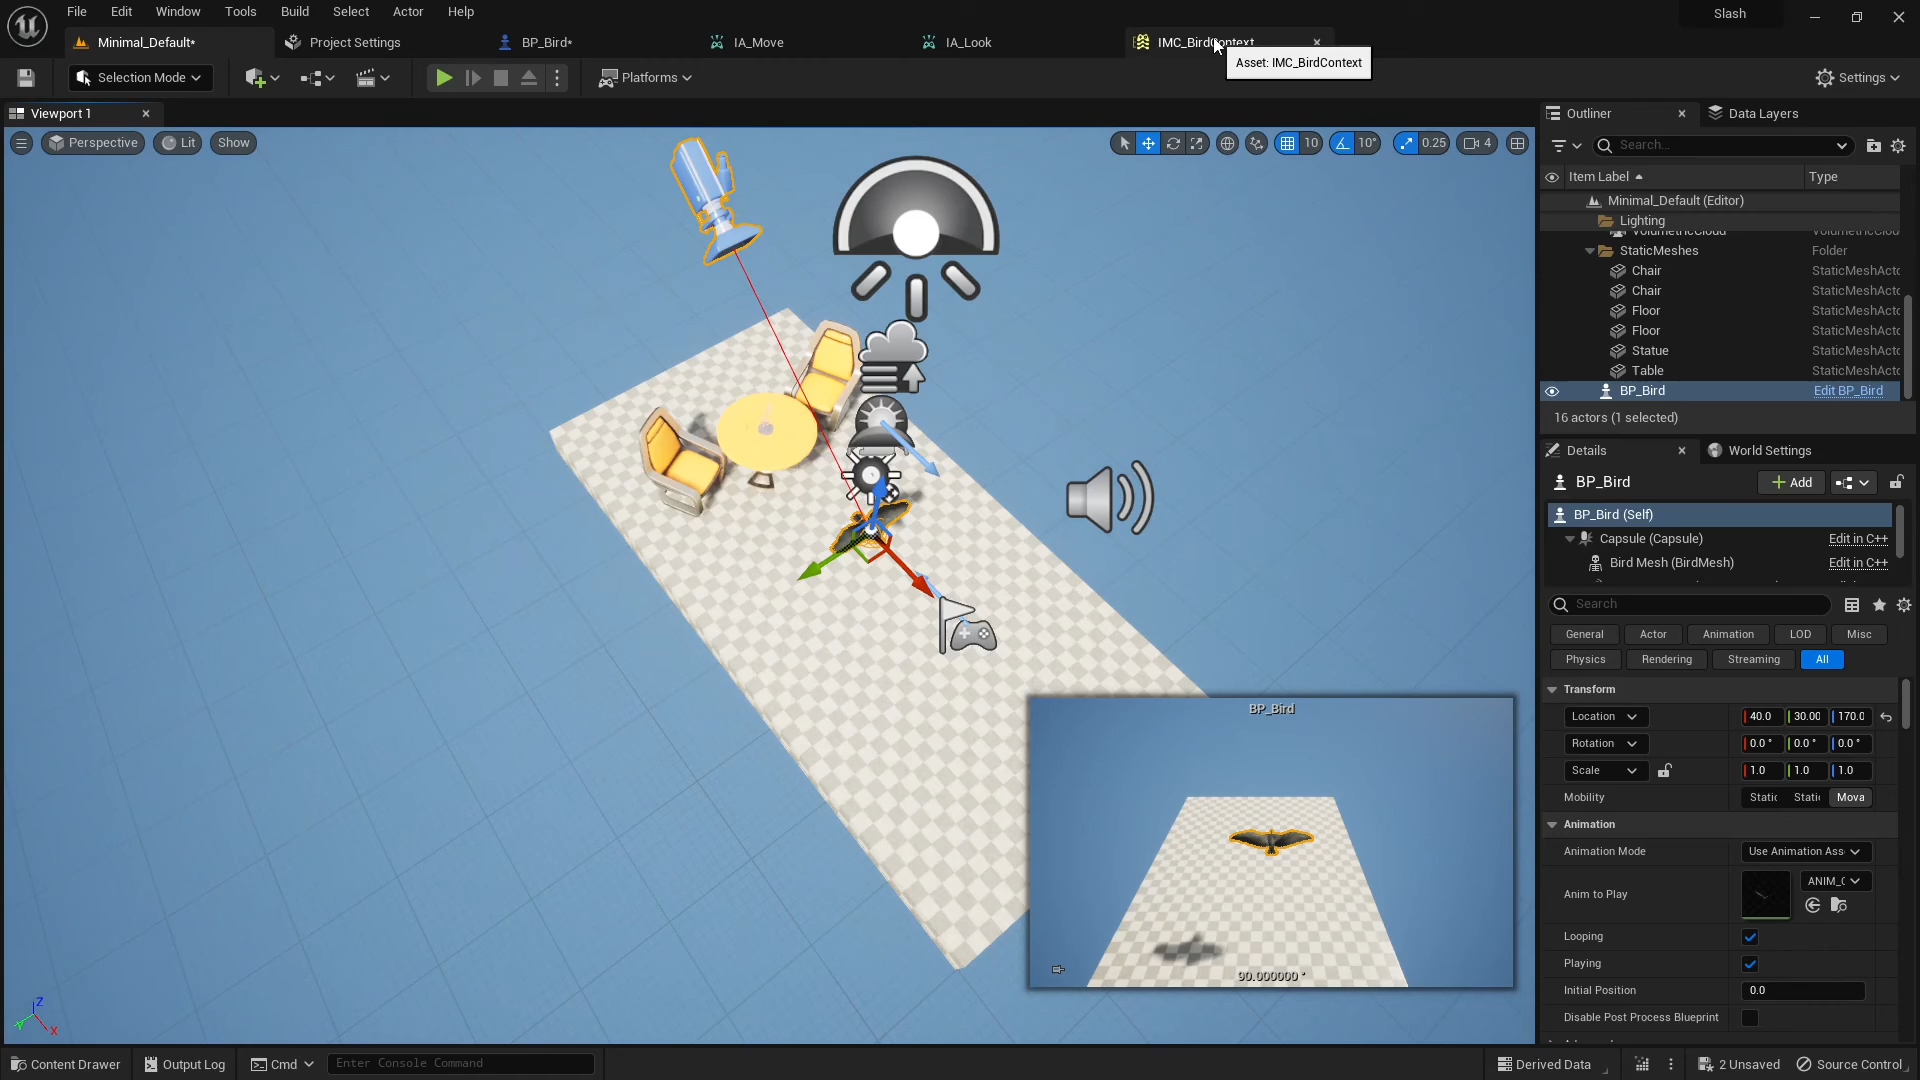 File Edit Window Tools Build Select Actor Help
Slash
Minimal_Default* Project Settings BP_Bird* IA_Move IA_Look IMC_BirdContext
Asset: IMC_BirdContext
Selection Mode Platforms Settings
Viewport 1
Perspective Lit Show
10 10° 0.25 4
Outliner Data Layers
Search...
Item Label Type
Minimal_Default (Editor)
Lighting
VolumetricCloud VolumetricClou
StaticMeshes Folder
Chair StaticMeshActo
Chair StaticMeshActo
Floor StaticMeshActo
Floor StaticMeshActo
Statue StaticMeshActo
Table StaticMeshActo
BP_Bird Edit BP_Bird
16 actors (1 selected)
Details World Settings
BP_Bird Add
BP_Bird (Self)
Capsule (Capsule) Edit in C++
Bird Mesh (BirdMesh) Edit in C++
Search
General Actor Animation LOD Misc
Physics Rendering Streaming All
Transform
Location 40.0 30.00 170.0
Rotation 0.0° 0.0° 0.0°
Scale 1.0 1.0 1.0
Mobility Static Static Mova
Animation
Animation Mode Use Animation Ass
Anim to Play ANIM_C
Looping
Playing
Initial Position 0.0
Disable Post Process Blueprint
BP_Bird
90.000000 °
Z
Y
X
Content Drawer Output Log Cmd Enter Console Command Derived Data 2 Unsaved Source Control